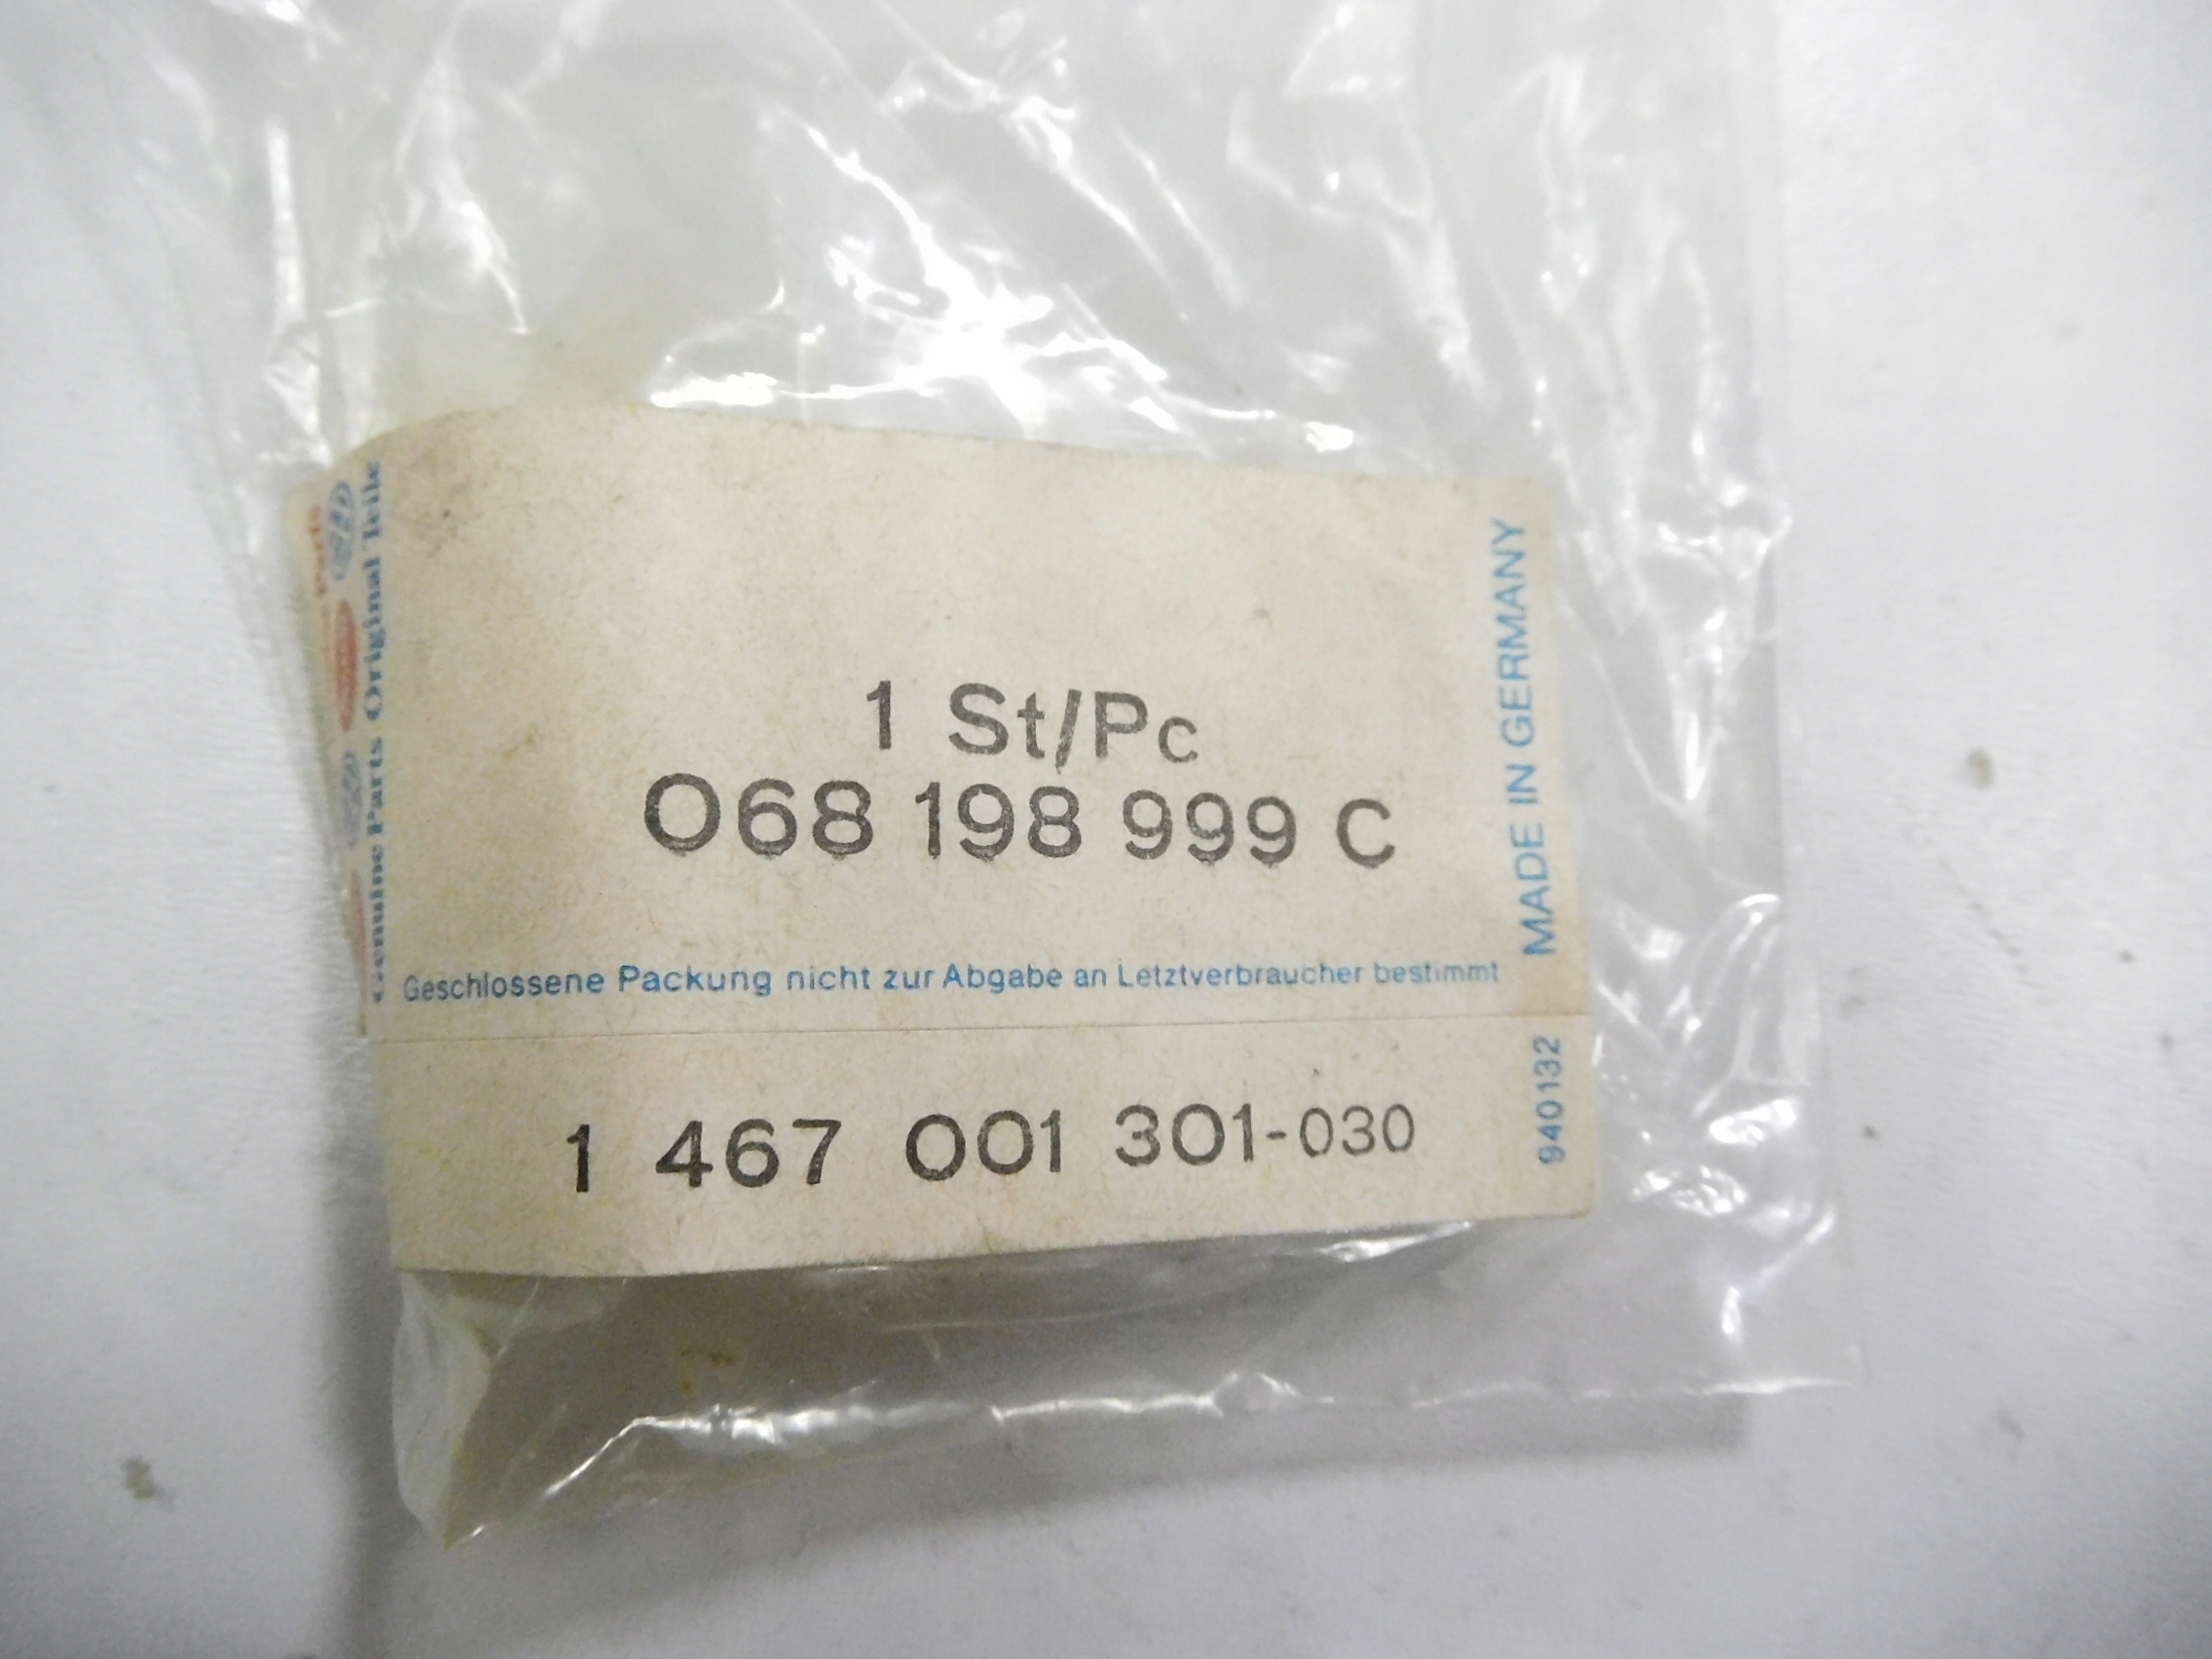 Genuine Parts Original Teile
Parts
1 St/Pc
068 198 999 C
MADE IN GERMANY
Geschlossene Packung nicht zur Abgabe an Letztverbraucher bestimmt
1 467 001 301-030
940132